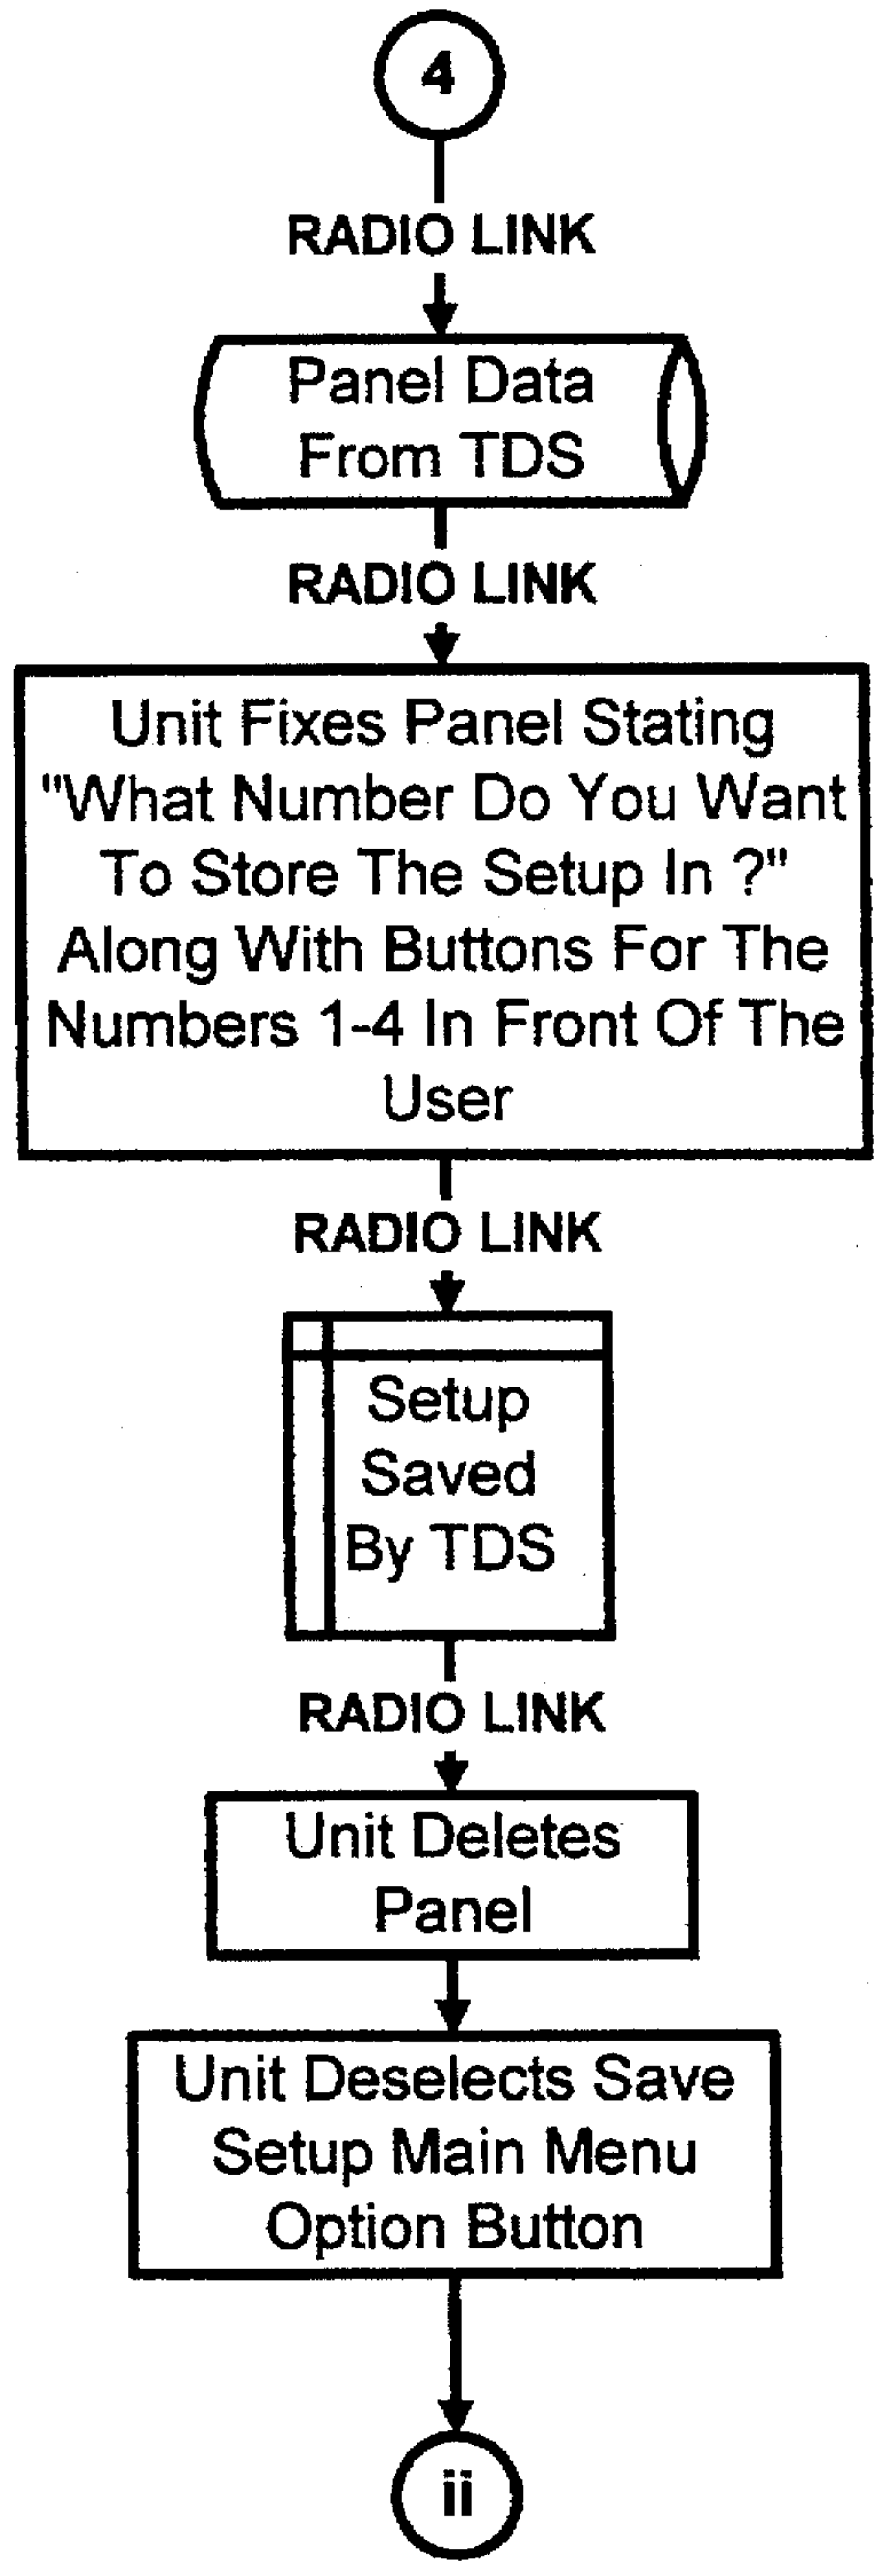 4
RADIO LINK
Panel Data
From TDS
RADIO LINK
Unit Fixes Panel Stating
"What Number Do You Want
To Store The Setup In ?"
Along With Buttons For The
Numbers 1-4 In Front Of The
User
RADIO LINK
Setup
Saved
By TDS
RADIO LINK
Unit Deletes
Panel
Unit Deselects Save
Setup Main Menu
Option Button
ii